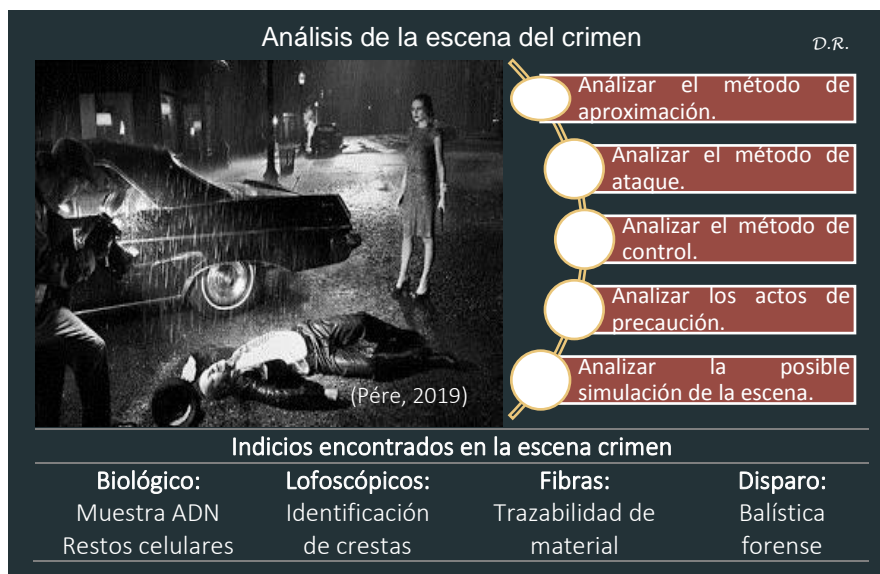 Análisis de la escena del crimen
D.R.
Análizar el método de
aproximación.
Analizar el método de
ataque.
Analizar el método de
control.
Analizar los actos de
precaución.
Analizar la posible
simulación de la escena.
(Pére, 2019)
Indicios encontrados en la escena crimen
Biológico:
Muestra ADN
Restos celulares
Lofoscópicos:
Identificación
de crestas
Fibras:
Trazabilidad de
material
Disparo:
Balística
forense